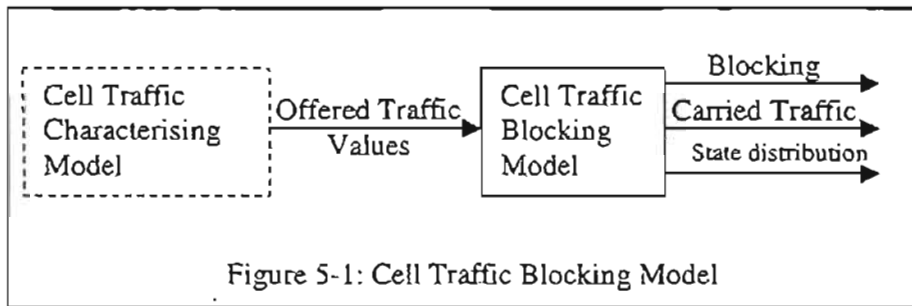 Cell Traffic
Characterising
Model
Offered Traffic
Values
Cell Traffic
Blocking
Model
Blocking
Carried Traffic
State distribution
Figure 5-1: Cell Traffic Blocking Model